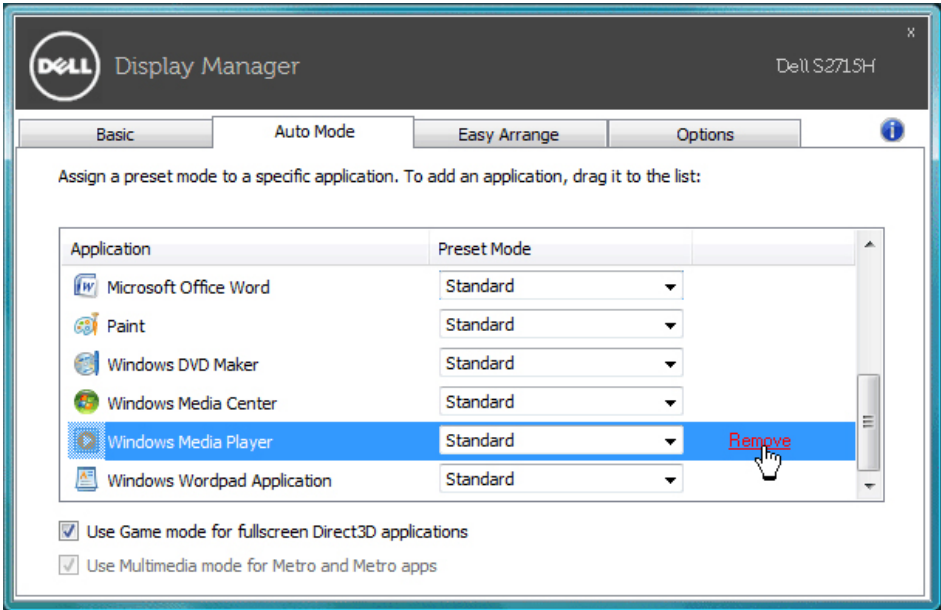 DELL Display Manager
x
Dell S2715H
Basic Auto Mode Easy Arrange Options i
Assign a preset mode to a specific application. To add an application, drag it to the list:
Application Preset Mode
W Microsoft Office Word Standard
Paint Standard
Windows DVD Maker Standard
Windows Media Center Standard
Windows Media Player Standard Remove
Windows Wordpad Application Standard
Use Game mode for fullscreen Direct3D applications
Use Multimedia mode for Metro and Metro apps